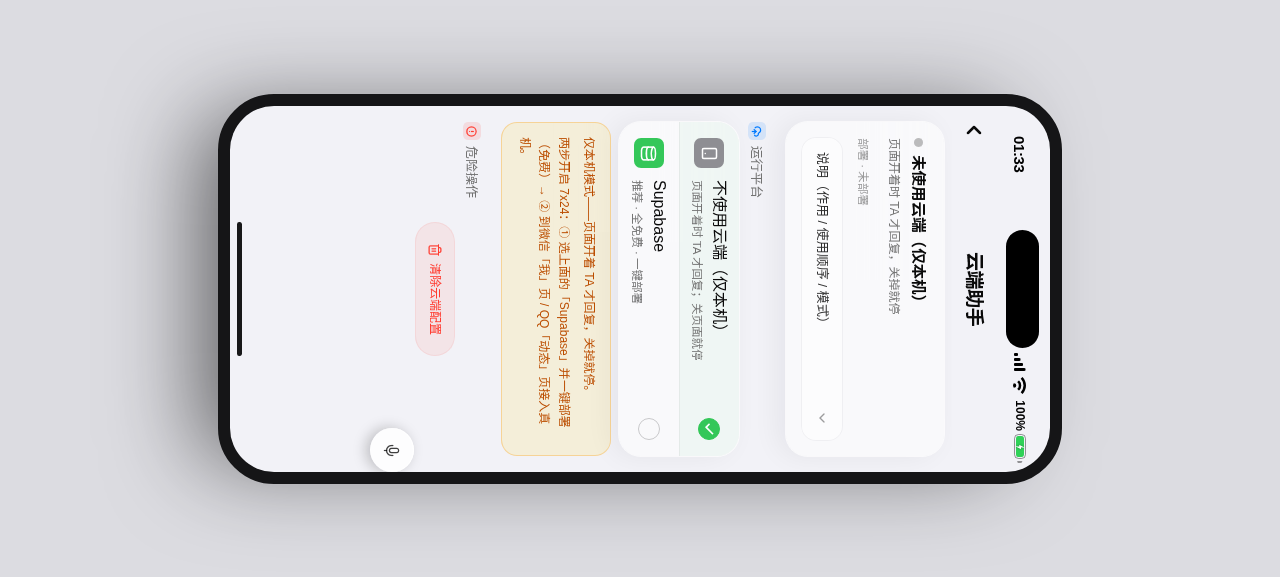 01:33
100%
云端助手
未使用云端（仅本机）
页面开着时 TA 才回复，关掉就停
部署 · 未部署
说明（作用 / 使用顺序 / 模式）
运行平台
不使用云端（仅本机）
页面开着时 TA 才回复；关页面就停
Supabase
推荐 · 全免费 · 一键部署
仅本机模式——页面开着 TA 才回复，关掉就停。
两步开启 7x24：① 选上面的「Supabase」并一键部署
（免费） → ② 到微信「我」页 / QQ「动态」页接入真
机。
危险操作
清除云端配置